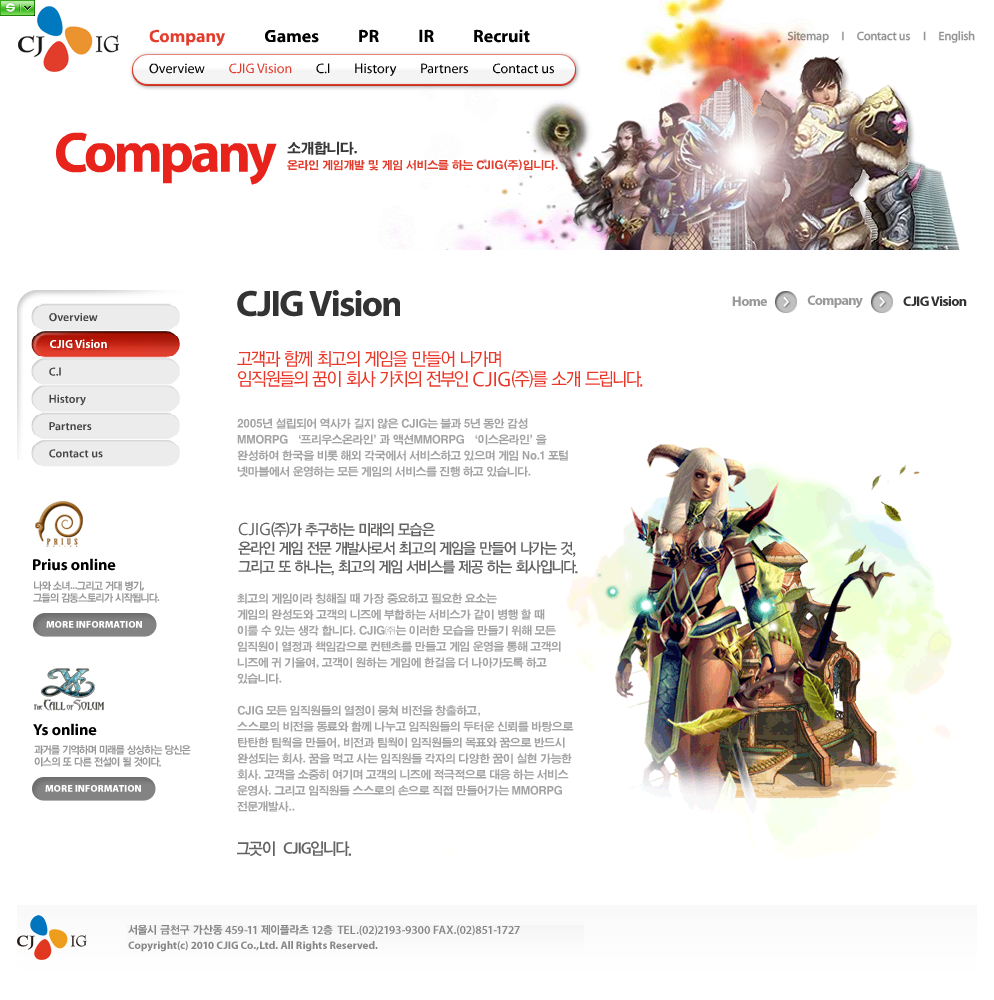 CJ IG
Company Games PR IR Recruit
Sitemap I Contact us I English
Overview CJIG Vision C.I History Partners Contact us
Company
소개합니다.
온라인 게임개발 및 게임 서비스를 하는 CJIG(주)입니다.
CJIG Vision
Home Company CJIG Vision
Overview
CJIG Vision
C.I
History
Partners
Contact us
PRIUS
Prius online
나와 소녀...그리고 거대 병기,
그들의 감동스토리가 시작됩니다.
MORE INFORMATION
Ys
THE CALL OF SOLUM
Ys online
과거를 기억하며 미래를 상상하는 당신은
이스의 또 다른 전설이 될 것이다.
MORE INFORMATION
고객과 함께 최고의 게임을 만들어 나가며
임직원들의 꿈이 회사 가치의 전부인 CJIG(주)를 소개 드립니다.
2005년 설립되어 역사가 길지 않은 CJIG는 불과 5년 동안 감성
MMORPG ‘프리우스온라인’ 과 액션MMORPG ‘이스온라인’ 을
완성하여 한국을 비롯 해외 각국에서 서비스하고 있으며 게임 No.1 포털
넷마블에서 운영하는 모든 게임의 서비스를 진행 하고 있습니다.
CJIG(주)가 추구하는 미래의 모습은
온라인 게임 전문 개발사로서 최고의 게임을 만들어 나가는 것,
그리고 또 하나는, 최고의 게임 서비스를 제공 하는 회사입니다.
최고의 게임이라 칭해질 때 가장 중요하고 필요한 요소는
게임의 완성도와 고객의 니즈에 부합하는 서비스가 같이 병행 할 때
이룰 수 있는 생각 합니다. CJIG㈜는 이러한 모습을 만들기 위해 모든
임직원이 열정과 책임감으로 컨텐츠를 만들고 게임 운영을 통해 고객의
니즈에 귀 기울여, 고객이 원하는 게임에 한걸음 더 나아가도록 하고
있습니다.
CJIG 모든 임직원들의 열정이 뭉쳐 비전을 창출하고,
스스로의 비전을 동료와 함께 나누고 임직원들의 두터운 신뢰를 바탕으로
탄탄한 팀웍을 만들어, 비전과 팀웍이 임직원들의 목표와 꿈으로 반드시
완성되는 회사. 꿈을 먹고 사는 임직원들 각자의 다양한 꿈이 실현 가능한
회사. 고객을 소중히 여기며 고객의 니즈에 적극적으로 대응 하는 서비스
운영사. 그리고 임직원들 스스로의 손으로 직접 만들어가는 MMORPG
전문개발사..
그곳이 CJIG입니다.
CJ IG
서울시 금천구 가산동 459-11 제이플라츠 12층 TEL.(02)2193-9300 FAX.(02)851-1727
Copyright(c) 2010 CJIG Co.,Ltd. All Rights Reserved.